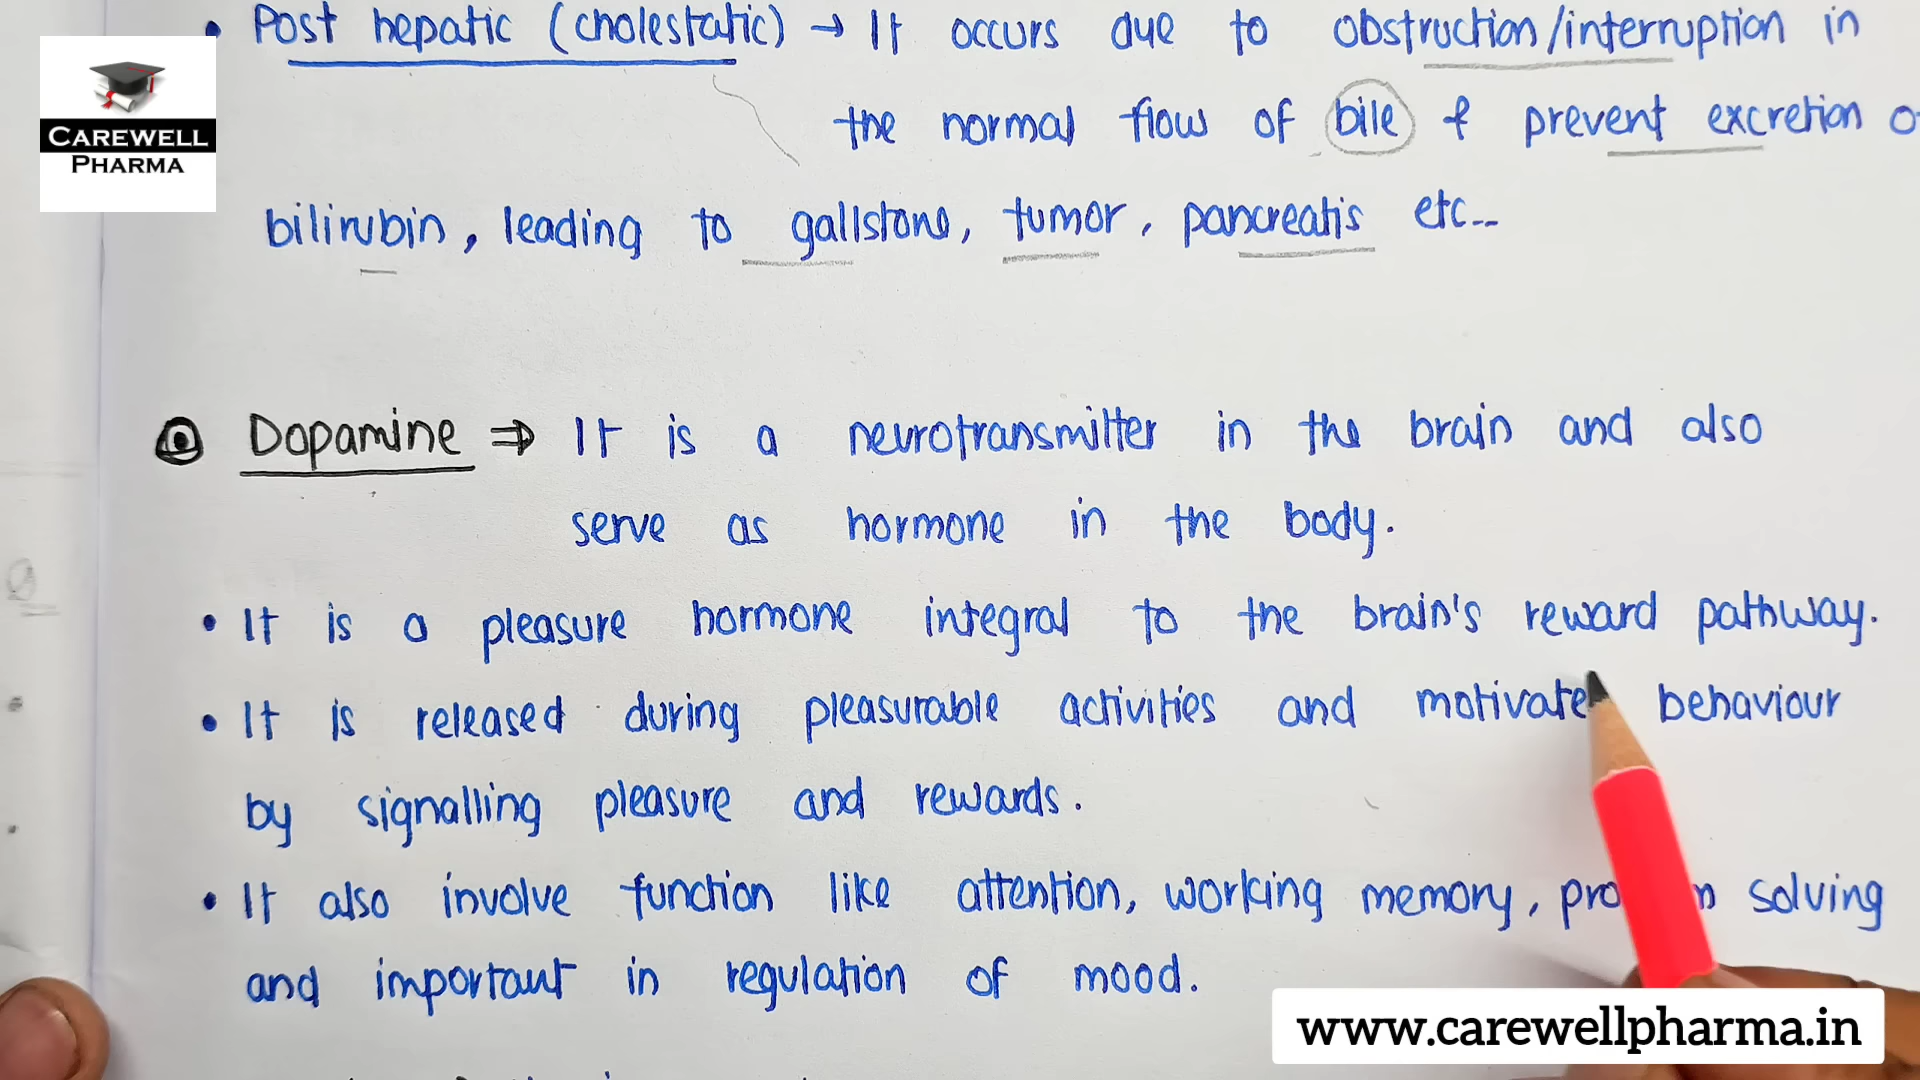 • Post hepatic (cholestatic) → It occurs due to obstruction/interruption in
CAREWELL
PHARMA
the normal flow of bile & prevent excretion
bilirubin, leading to gallstone, tumor, pancreatis etc--
Dopamine ⇒ It is a neurotransmitter in the brain and also
serve as hormone in the body.
• It is a pleasure hormone integral to the brain's reward pathway.
• It is released during pleasurable activities and motivate behaviour
by signalling pleasure and rewards.
• It also involve function like attention, working memory, solving
and important in regulation of mood.
www.carewellpharma.in